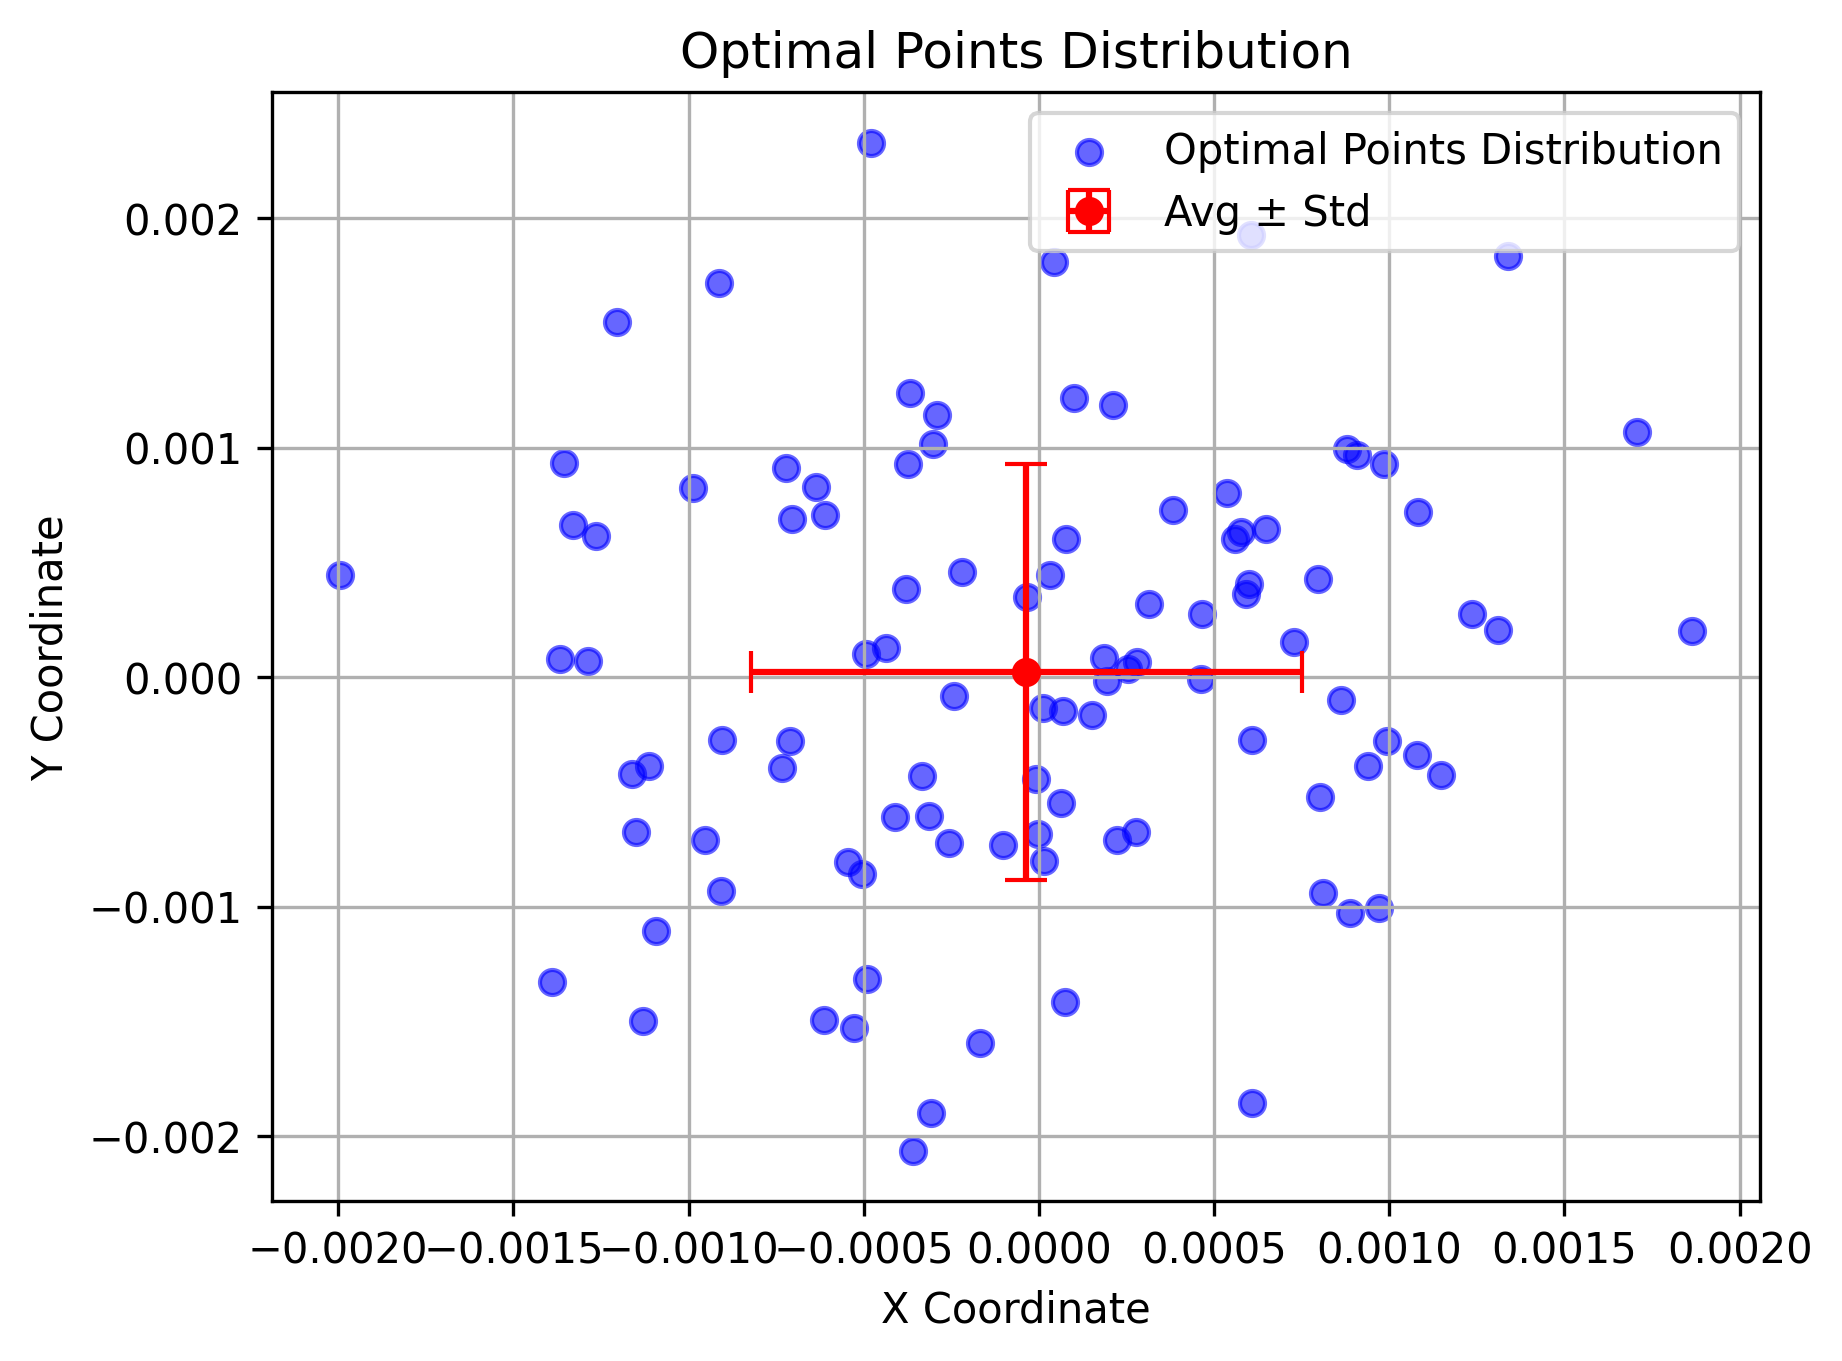 Optimal Points Distribution
Optimal Points Distribution
Avg ± Std
Y Coordinate
0.002
0.001
0.000
−0.001
−0.002
−0.0020 −0.0015 −0.0010 −0.0005 0.0000 0.0005 0.0010 0.0015 0.0020
X Coordinate